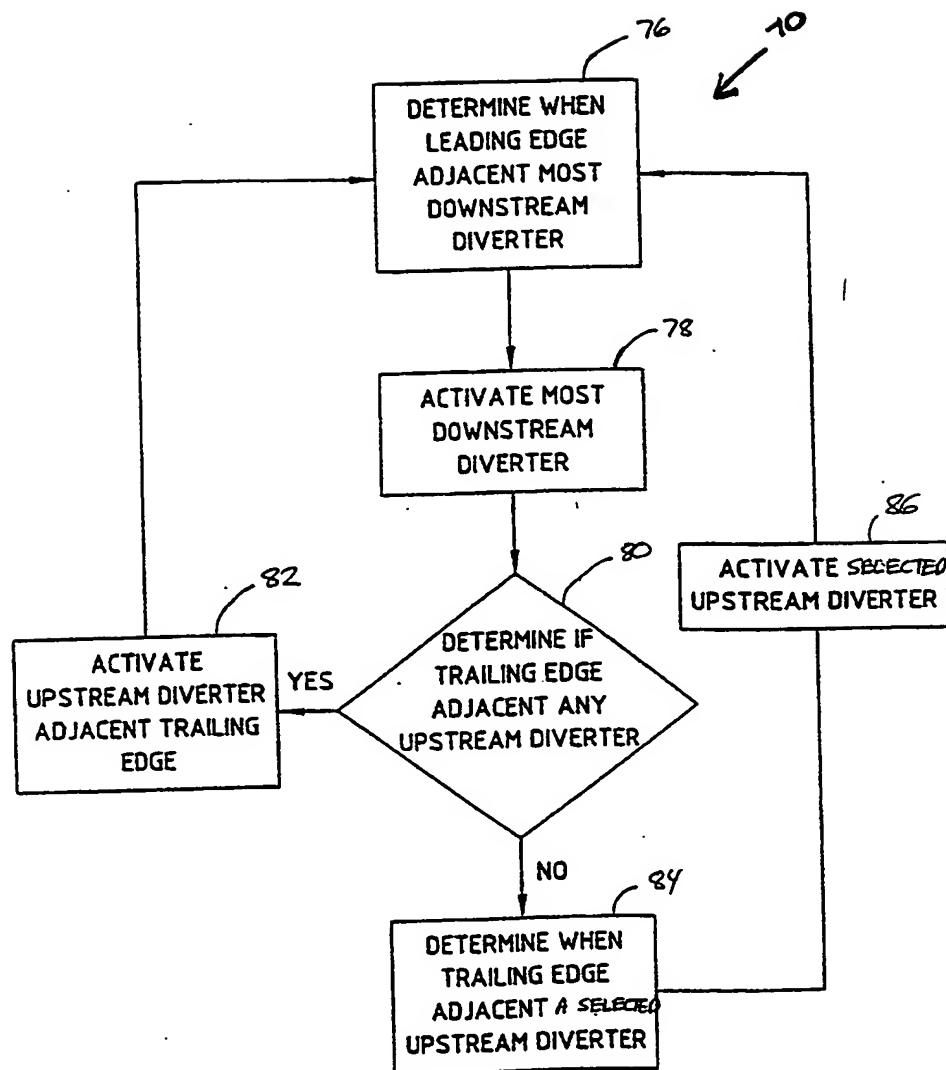 76
70
DETERMINE WHEN
LEADING EDGE
ADJACENT MOST
DOWNSTREAM
DIVERTER
78
ACTIVATE MOST
DOWNSTREAM
DIVERTER
80
86
ACTIVATE SELECTED
UPSTREAM DIVERTER
82
DETERMINE IF
TRAILING EDGE
ADJACENT ANY
UPSTREAM DIVERTER
YES
ACTIVATE
UPSTREAM DIVERTER
ADJACENT TRAILING
EDGE
NO
84
DETERMINE WHEN
TRAILING EDGE
ADJACENT A SELECTED
UPSTREAM DIVERTER